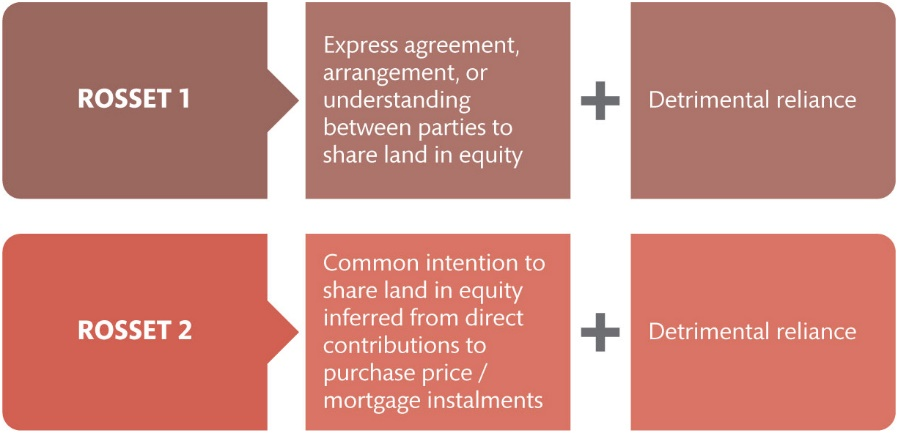 ROSSET 1
Express agreement,
arrangement, or
understanding
between parties to
share land in equity
+
Detrimental reliance
ROSSET 2
Common intention to
share land in equity
inferred from direct
contributions to
purchase price /
mortgage instalments
+
Detrimental reliance